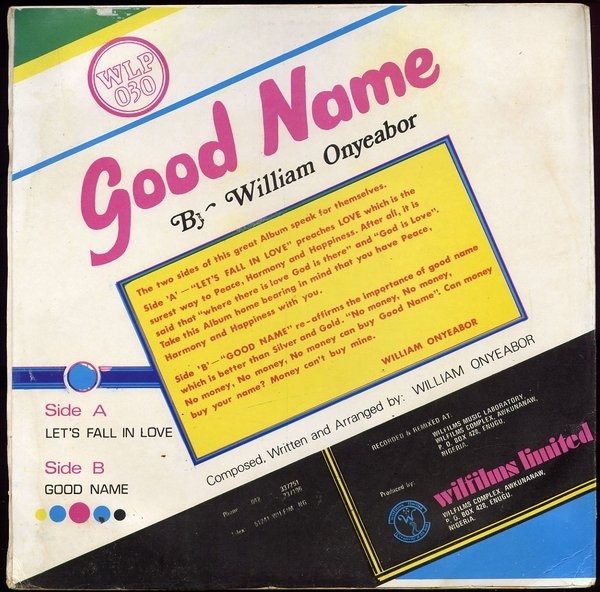 WLP
030
Good Name
By William Onyeabor
The two sides of this great Album speak for themselves.
Side 'A' — "LET'S FALL IN LOVE" preaches LOVE which is the
surest way to Peace, Harmony and Happiness. After all, it is
said that "where there is love God is there" and "God is Love".
Take this Album home bearing in mind that you have Peace,
Harmony and Happiness with you.
Side 'B' — "GOOD NAME" re-affirms the importance of good name
which is better than Silver and Gold. "No money, No money,
No money, No money, No money can buy Good Name". Can money
buy your name? Money can't buy mine.
WILLIAM ONYEABOR
Side A
LET'S FALL IN LOVE
Side B
GOOD NAME
Composed, Written and Arranged by: WILLIAM ONYEABOR
RECORDED & REMIXED AT:
WILFILMS MUSIC LABORATORY,
WILFILMS COMPLEX, AWKUNANAW,
P. O. BOX 428, ENUGU.
NIGERIA.
Produced by:
wilfilms limited
WILFILMS COMPLEX, AWKUNANAW,
P. O. BOX 428, ENUGU.
NIGERIA.
Phone
337751